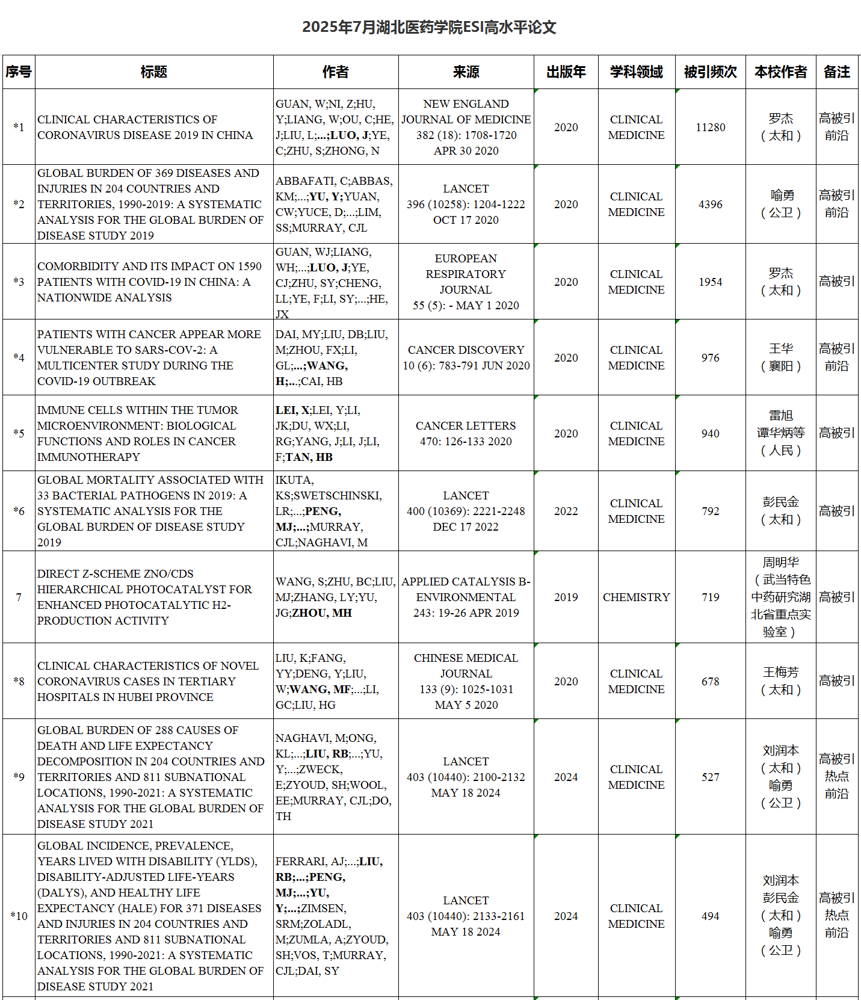 2025年7月湖北医药学院ESI高水平论文
序号 标题 作者 来源 出版年 学科领域 被引频次 本校作者 备注
*1
CLINICAL CHARACTERISTICS OF
CORONAVIRUS DISEASE 2019 IN CHINA
GUAN, W;NI, Z;HU,
Y;LIANG, W;OU, C;HE,
J;LIU, L;...;LUO, J;YE,
C;ZHU, S;ZHONG, N
NEW ENGLAND
JOURNAL OF MEDICINE
382 (18): 1708-1720
APR 30 2020
2020
CLINICAL
MEDICINE
11280
罗杰
（太和）
高被引
前沿
*2
GLOBAL BURDEN OF 369 DISEASES AND
INJURIES IN 204 COUNTRIES AND
TERRITORIES, 1990-2019: A SYSTEMATIC
ANALYSIS FOR THE GLOBAL BURDEN OF
DISEASE STUDY 2019
ABBAFATI, C;ABBAS,
KM;...;YU, Y;YUAN,
CW;YUCE, D;...;LIM,
SS;MURRAY, CJL
LANCET
396 (10258): 1204-1222
OCT 17 2020
2020
CLINICAL
MEDICINE
4396
喻勇
（公卫）
高被引
前沿
*3
COMORBIDITY AND ITS IMPACT ON 1590
PATIENTS WITH COVID-19 IN CHINA: A
NATIONWIDE ANALYSIS
GUAN, WJ;LIANG,
WH;...;LUO, J;YE,
CJ;ZHU, SY;CHENG,
LL;YE, F;LI, SY;...;HE,
JX
EUROPEAN
RESPIRATORY
JOURNAL
55 (5): - MAY 1 2020
2020
CLINICAL
MEDICINE
1954
罗杰
（太和）
高被引
*4
PATIENTS WITH CANCER APPEAR MORE
VULNERABLE TO SARS-COV-2: A
MULTICENTER STUDY DURING THE
COVID-19 OUTBREAK
DAI, MY;LIU, DB;LIU,
M;ZHOU, FX;LI,
GL;...;WANG,
H;...;CAI, HB
CANCER DISCOVERY
10 (6): 783-791 JUN 2020
2020
CLINICAL
MEDICINE
976
王华
（襄阳）
高被引
前沿
*5
IMMUNE CELLS WITHIN THE TUMOR
MICROENVIRONMENT: BIOLOGICAL
FUNCTIONS AND ROLES IN CANCER
IMMUNOTHERAPY
LEI, X;LEI, Y;LI,
JK;DU, WX;LI,
RG;YANG, J;LI, J;LI,
F;TAN, HB
CANCER LETTERS
470: 126-133 2020
2020
CLINICAL
MEDICINE
940
雷旭
谭华炳等
（人民）
高被引
*6
GLOBAL MORTALITY ASSOCIATED WITH
33 BACTERIAL PATHOGENS IN 2019: A
SYSTEMATIC ANALYSIS FOR THE
GLOBAL BURDEN OF DISEASE STUDY
2019
IKUTA,
KS;SWETSCHINSKI,
LR;...;PENG,
MJ;...;MURRAY,
CJL;NAGHAVI, M
LANCET
400 (10369): 2221-2248
DEC 17 2022
2022
CLINICAL
MEDICINE
792
彭民金
（太和）
高被引
7
DIRECT Z-SCHEME ZNO/CDS
HIERARCHICAL PHOTOCATALYST FOR
ENHANCED PHOTOCATALYTIC H2-
PRODUCTION ACTIVITY
WANG, S;ZHU, BC;LIU,
MJ;ZHANG, LY;YU,
JG;ZHOU, MH
APPLIED CATALYSIS B-
ENVIRONMENTAL
243: 19-26 APR 2019
2019
CHEMISTRY
719
周明华
（武当特色
中药研究湖
北省重点实
验室）
高被引
*8
CLINICAL CHARACTERISTICS OF NOVEL
CORONAVIRUS CASES IN TERTIARY
HOSPITALS IN HUBEI PROVINCE
LIU, K;FANG,
YY;DENG, Y;LIU,
W;WANG, MF;...;LI,
GC;LIU, HG
CHINESE MEDICAL
JOURNAL
133 (9): 1025-1031
MAY 5 2020
2020
CLINICAL
MEDICINE
678
王梅芳
（太和）
高被引
*9
GLOBAL BURDEN OF 288 CAUSES OF
DEATH AND LIFE EXPECTANCY
DECOMPOSITION IN 204 COUNTRIES AND
TERRITORIES AND 811 SUBNATIONAL
LOCATIONS, 1990-2021: A SYSTEMATIC
ANALYSIS FOR THE GLOBAL BURDEN OF
DISEASE STUDY 2021
NAGHAVI, M;ONG,
KL;...;LIU, RB;...;YU,
Y;...;ZWECK,
E;ZYOUD, SH;WOOL,
EE;MURRAY, CJL;DO,
TH
LANCET
403 (10440): 2100-2132
MAY 18 2024
2024
CLINICAL
MEDICINE
527
刘润本
（太和）
喻勇
（公卫）
高被引
热点
前沿
*10
GLOBAL INCIDENCE, PREVALENCE,
YEARS LIVED WITH DISABILITY (YLDS),
DISABILITY-ADJUSTED LIFE-YEARS
(DALYS), AND HEALTHY LIFE
EXPECTANCY (HALE) FOR 371 DISEASES
AND INJURIES IN 204 COUNTRIES AND
TERRITORIES AND 811 SUBNATIONAL
LOCATIONS, 1990-2021: A SYSTEMATIC
ANALYSIS FOR THE GLOBAL BURDEN OF
DISEASE STUDY 2021
FERRARI, AJ;...;LIU,
RB;...;PENG,
MJ;...;YU,
Y;...;ZIMSEN,
SRM;ZOLADL,
M;ZUMLA, A;ZYOUD,
SH;VOS, T;MURRAY,
CJL;DAI, SY
LANCET
403 (10440): 2133-2161
MAY 18 2024
2024
CLINICAL
MEDICINE
494
刘润本
彭民金
（太和）
喻勇
（公卫）
高被引
热点
前沿